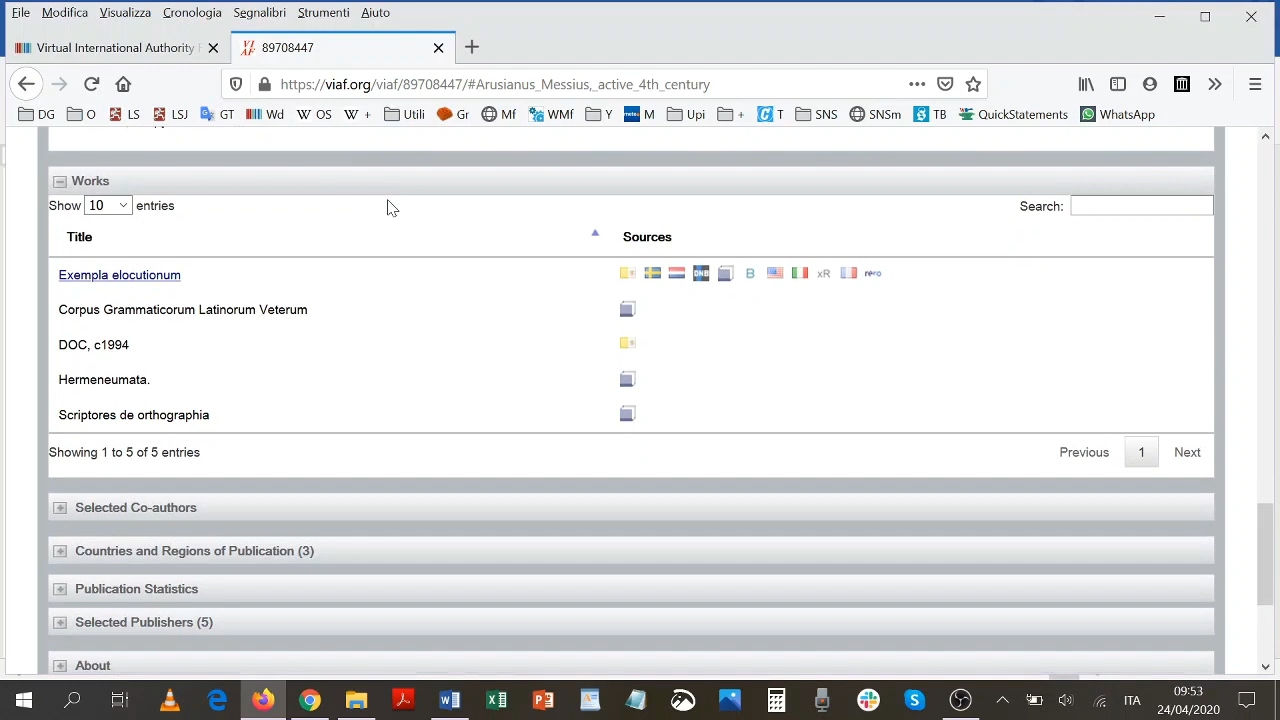 File Modifica Visualizza Cronologia Segnalibri Strumenti Aiuto
Virtual International Authority F
89708447
https://viaf.org/viaf/89708447/#Arusianus_Messius,_active_4th_century
DG O LS LSJ GT Wd OS + Utili Gr Mf WMf Y M Upi + T SNS SNSm TB QuickStatements WhatsApp
Works
Show 10 entries Search:
Title Sources
Exempla elocutionum DNB B xR rero
Corpus Grammaticorum Latinorum Veterum
DOC, c1994
Hermeneumata.
Scriptores de orthographia
Showing 1 to 5 of 5 entries Previous 1 Next
Selected Co-authors
Countries and Regions of Publication (3)
Publication Statistics
Selected Publishers (5)
About
ITA
09:53
24/04/2020